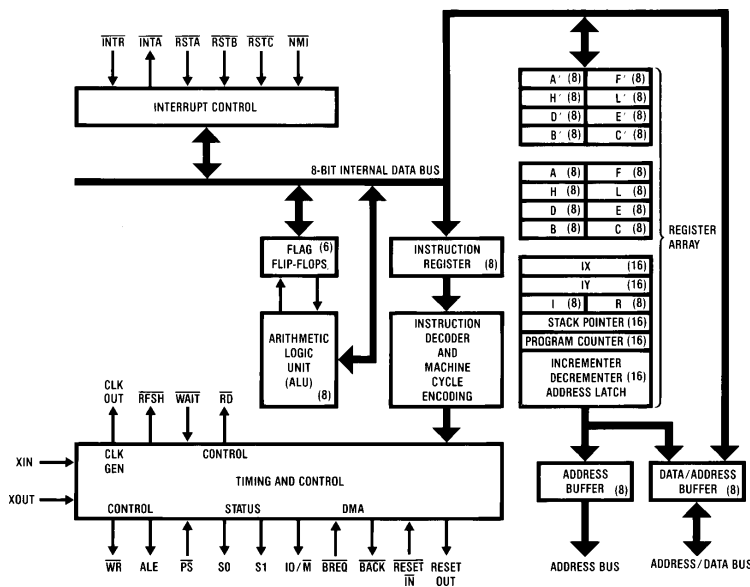 INTR INTA RSTA RSTB RSTC NMI
INTERRUPT CONTROL
8-BIT INTERNAL DATA BUS
A' (8) F' (8)
H' (8) L' (8)
D' (8) E' (8)
B' (8) C' (8)
A (8) F (8)
H (8) L (8)
D (8) E (8)
B (8) C (8)
IX (16)
IY (16)
I (8) R (8)
STACK POINTER (16)
PROGRAM COUNTER (16)
INCREMENTER
DECREMENTER (16)
ADDRESS LATCH
REGISTER
ARRAY
FLAG (6)
FLIP-FLOPS
INSTRUCTION
REGISTER (8)
ARITHMETIC
LOGIC
UNIT
(ALU)
(8)
INSTRUCTION
DECODER
AND
MACHINE
CYCLE
ENCODING
CLK
OUT
RFSH WAIT RD
XIN
XOUT
CLK
GEN
CONTROL
TIMING AND CONTROL
CONTROL STATUS DMA
WR ALE PS S0 S1 IO/M BREQ BACK RESET
IN
RESET
OUT
ADDRESS
BUFFER (8)
DATA/ADDRESS
BUFFER (8)
ADDRESS BUS
ADDRESS/DATA BUS